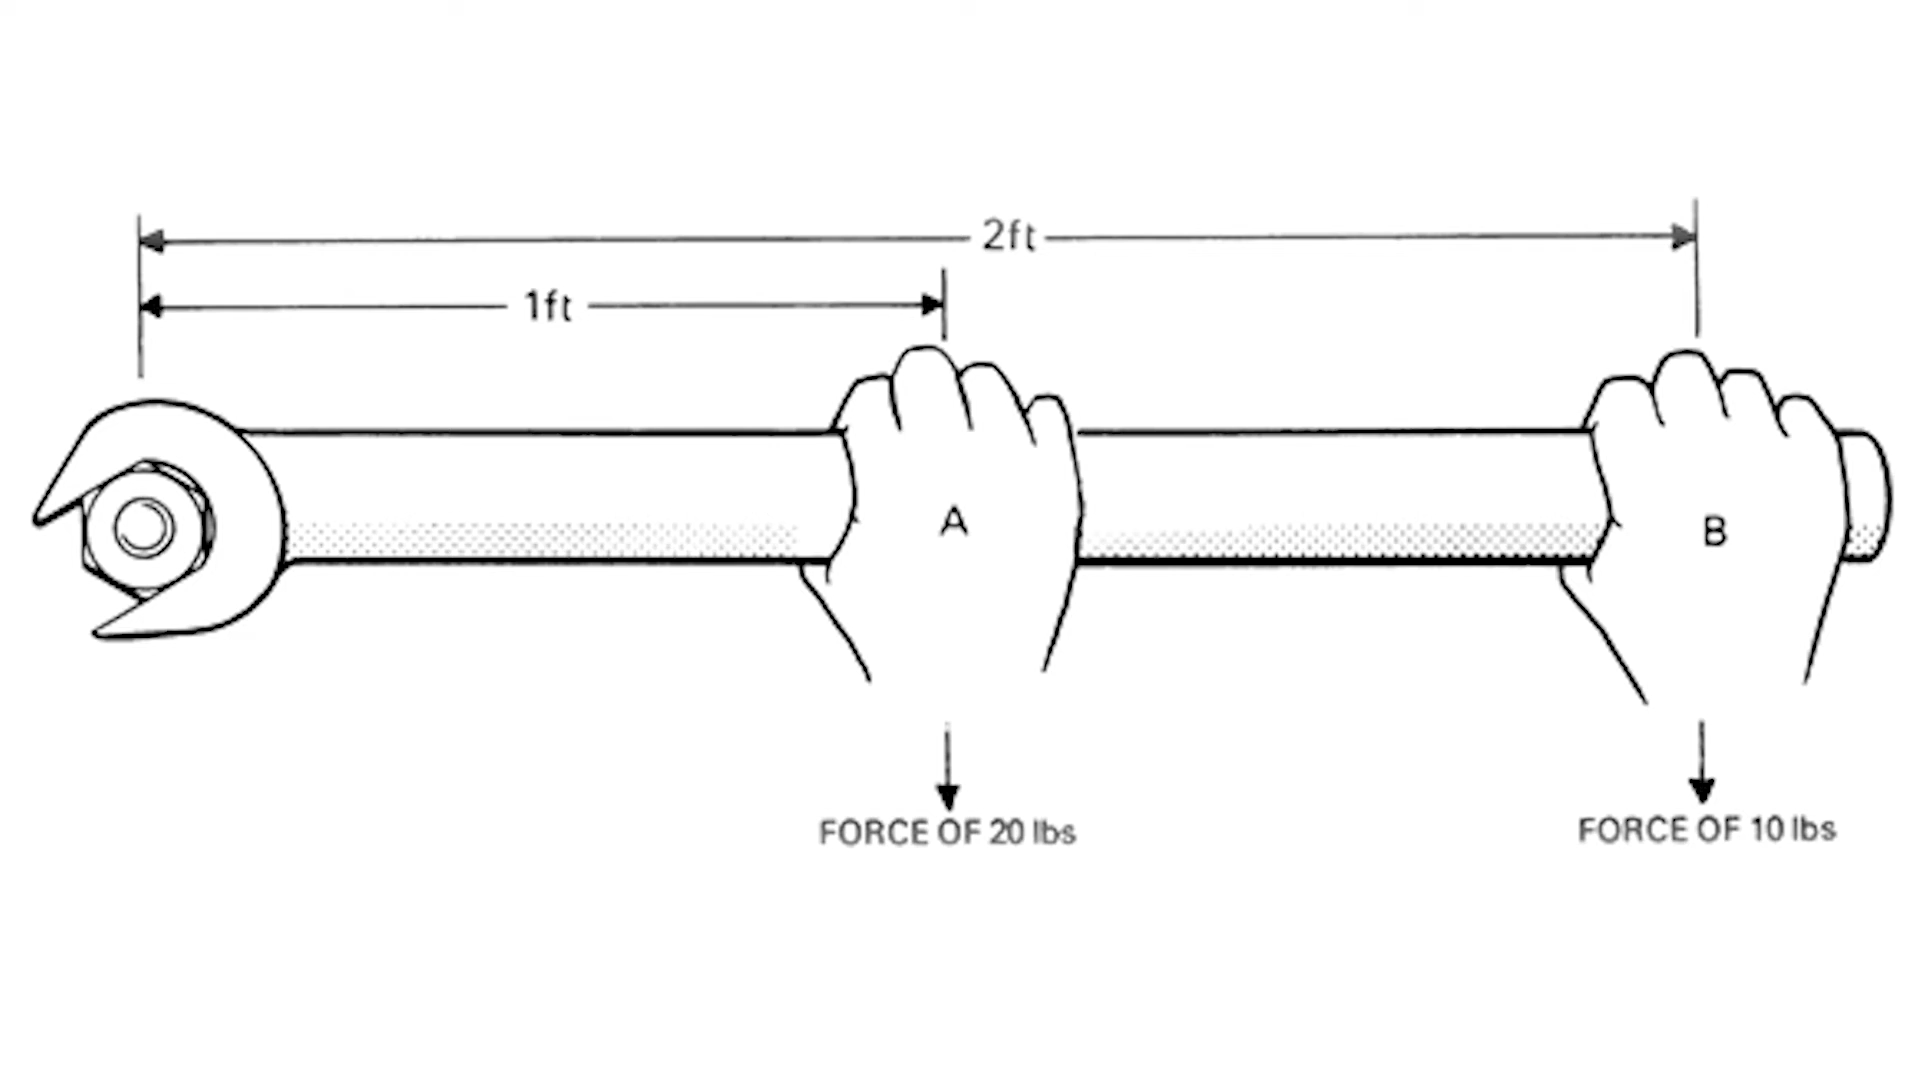 2ft
1ft
A
B
FORCE OF 20 lbs
FORCE OF 10 lbs